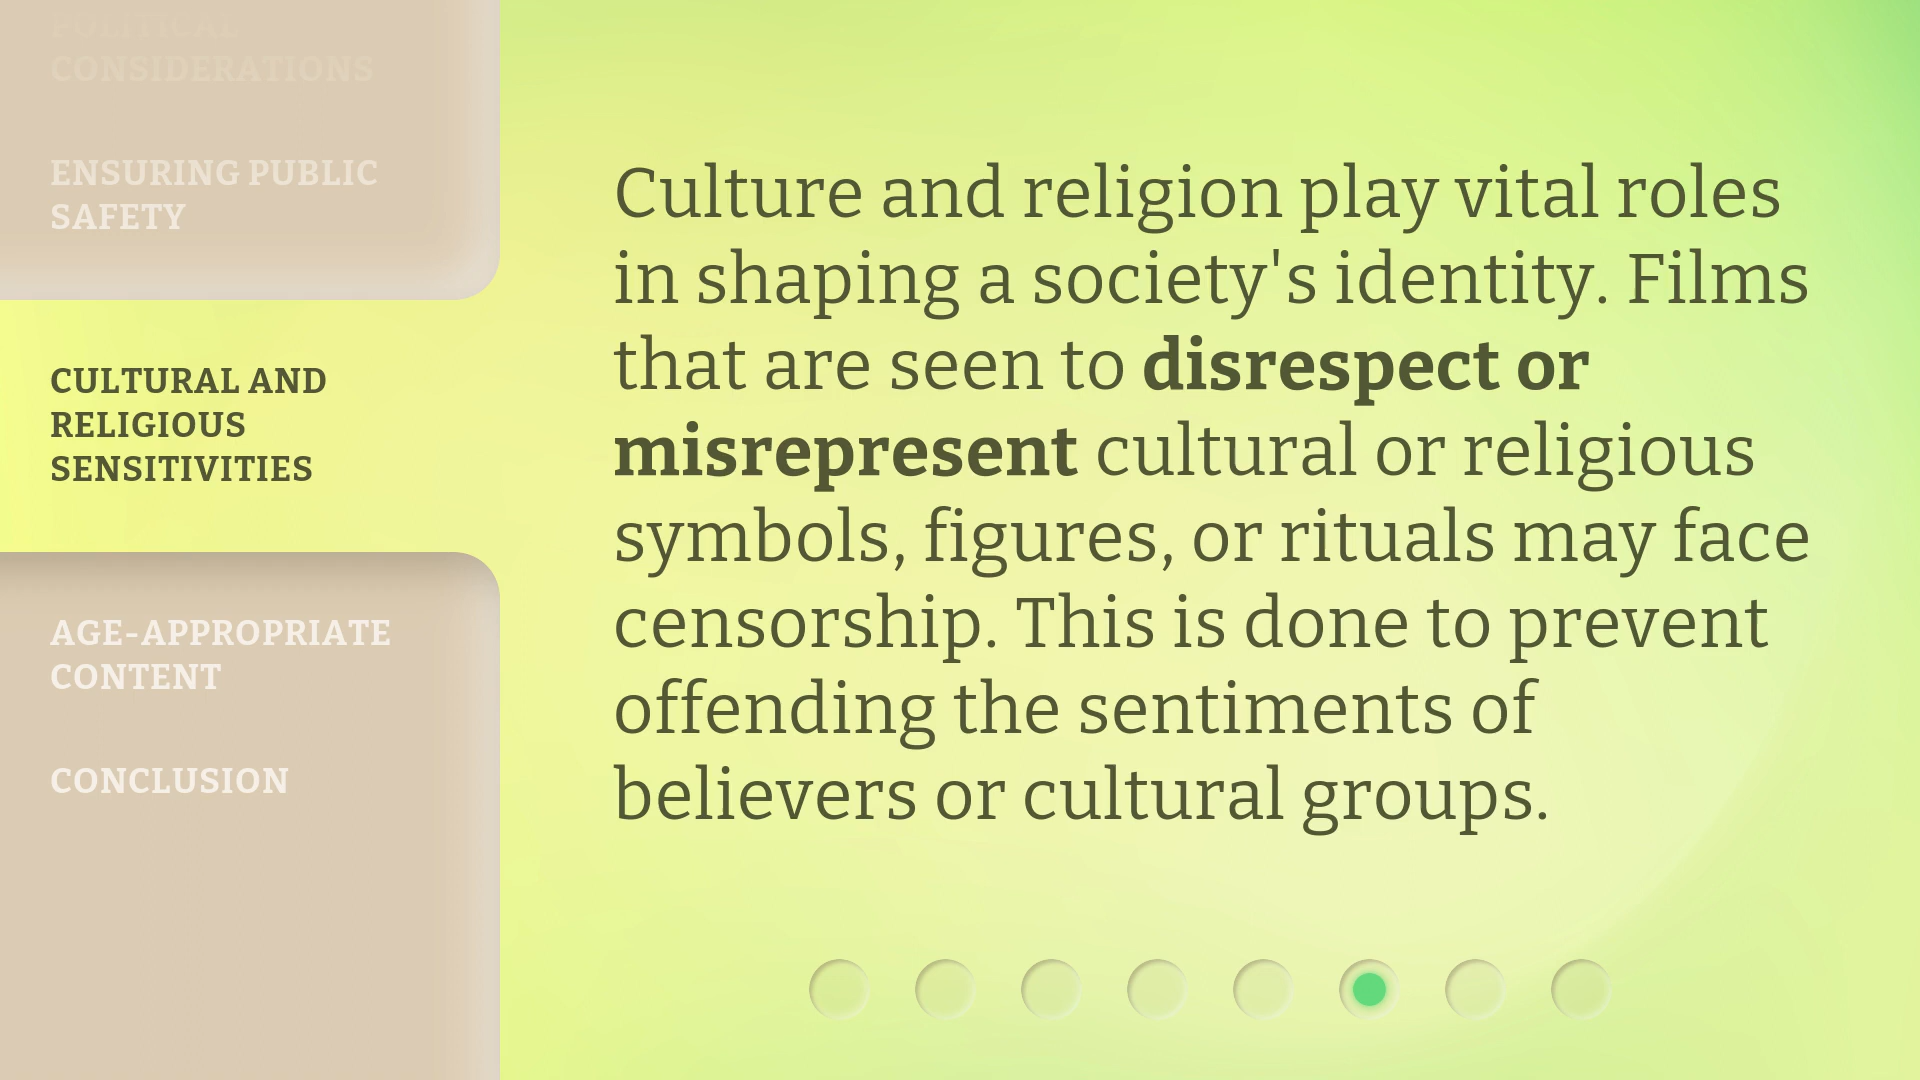 POLITICAL
CONSIDERATIONS
ENSURING PUBLIC
SAFETY
CULTURAL AND
RELIGIOUS
SENSITIVITIES
AGE-APPROPRIATE
CONTENT
CONCLUSION
Culture and religion play vital roles
in shaping a society's identity. Films
that are seen to disrespect or
misrepresent cultural or religious
symbols, figures, or rituals may face
censorship. This is done to prevent
offending the sentiments of
believers or cultural groups.